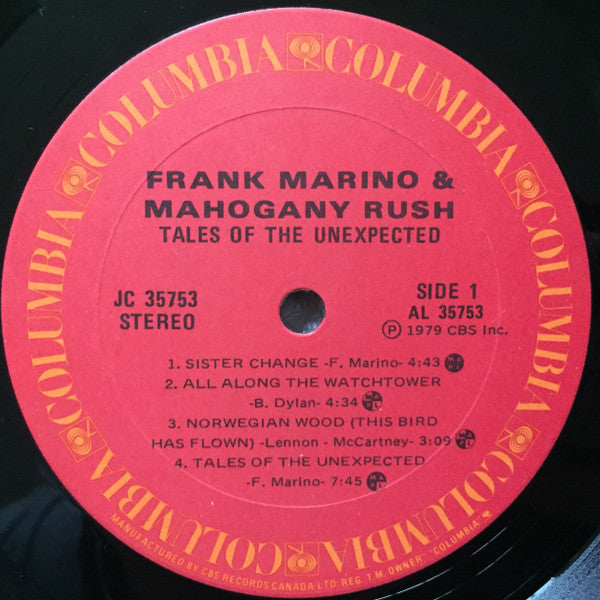 COLUMBIA COLUMBIA COLUMBIA COLUMBIA COLUMBIA COLUMBIA
FRANK MARINO &
MAHOGANY RUSH
TALES OF THE UNEXPECTED
JC 35753
STEREO
SIDE 1
AL 35753
Ⓟ 1979 CBS Inc.
1. SISTER CHANGE -F. Marino- 4:43
2. ALL ALONG THE WATCHTOWER
-B. Dylan- 4:34
3. NORWEGIAN WOOD (THIS BIRD
HAS FLOWN) -Lennon - McCartney- 3:09
4. TALES OF THE UNEXPECTED
-F. Marino- 7:45
MANUFACTURED BY CBS RECORDS CANADA LTD. REG. T M OWNER "COLUMBIA"